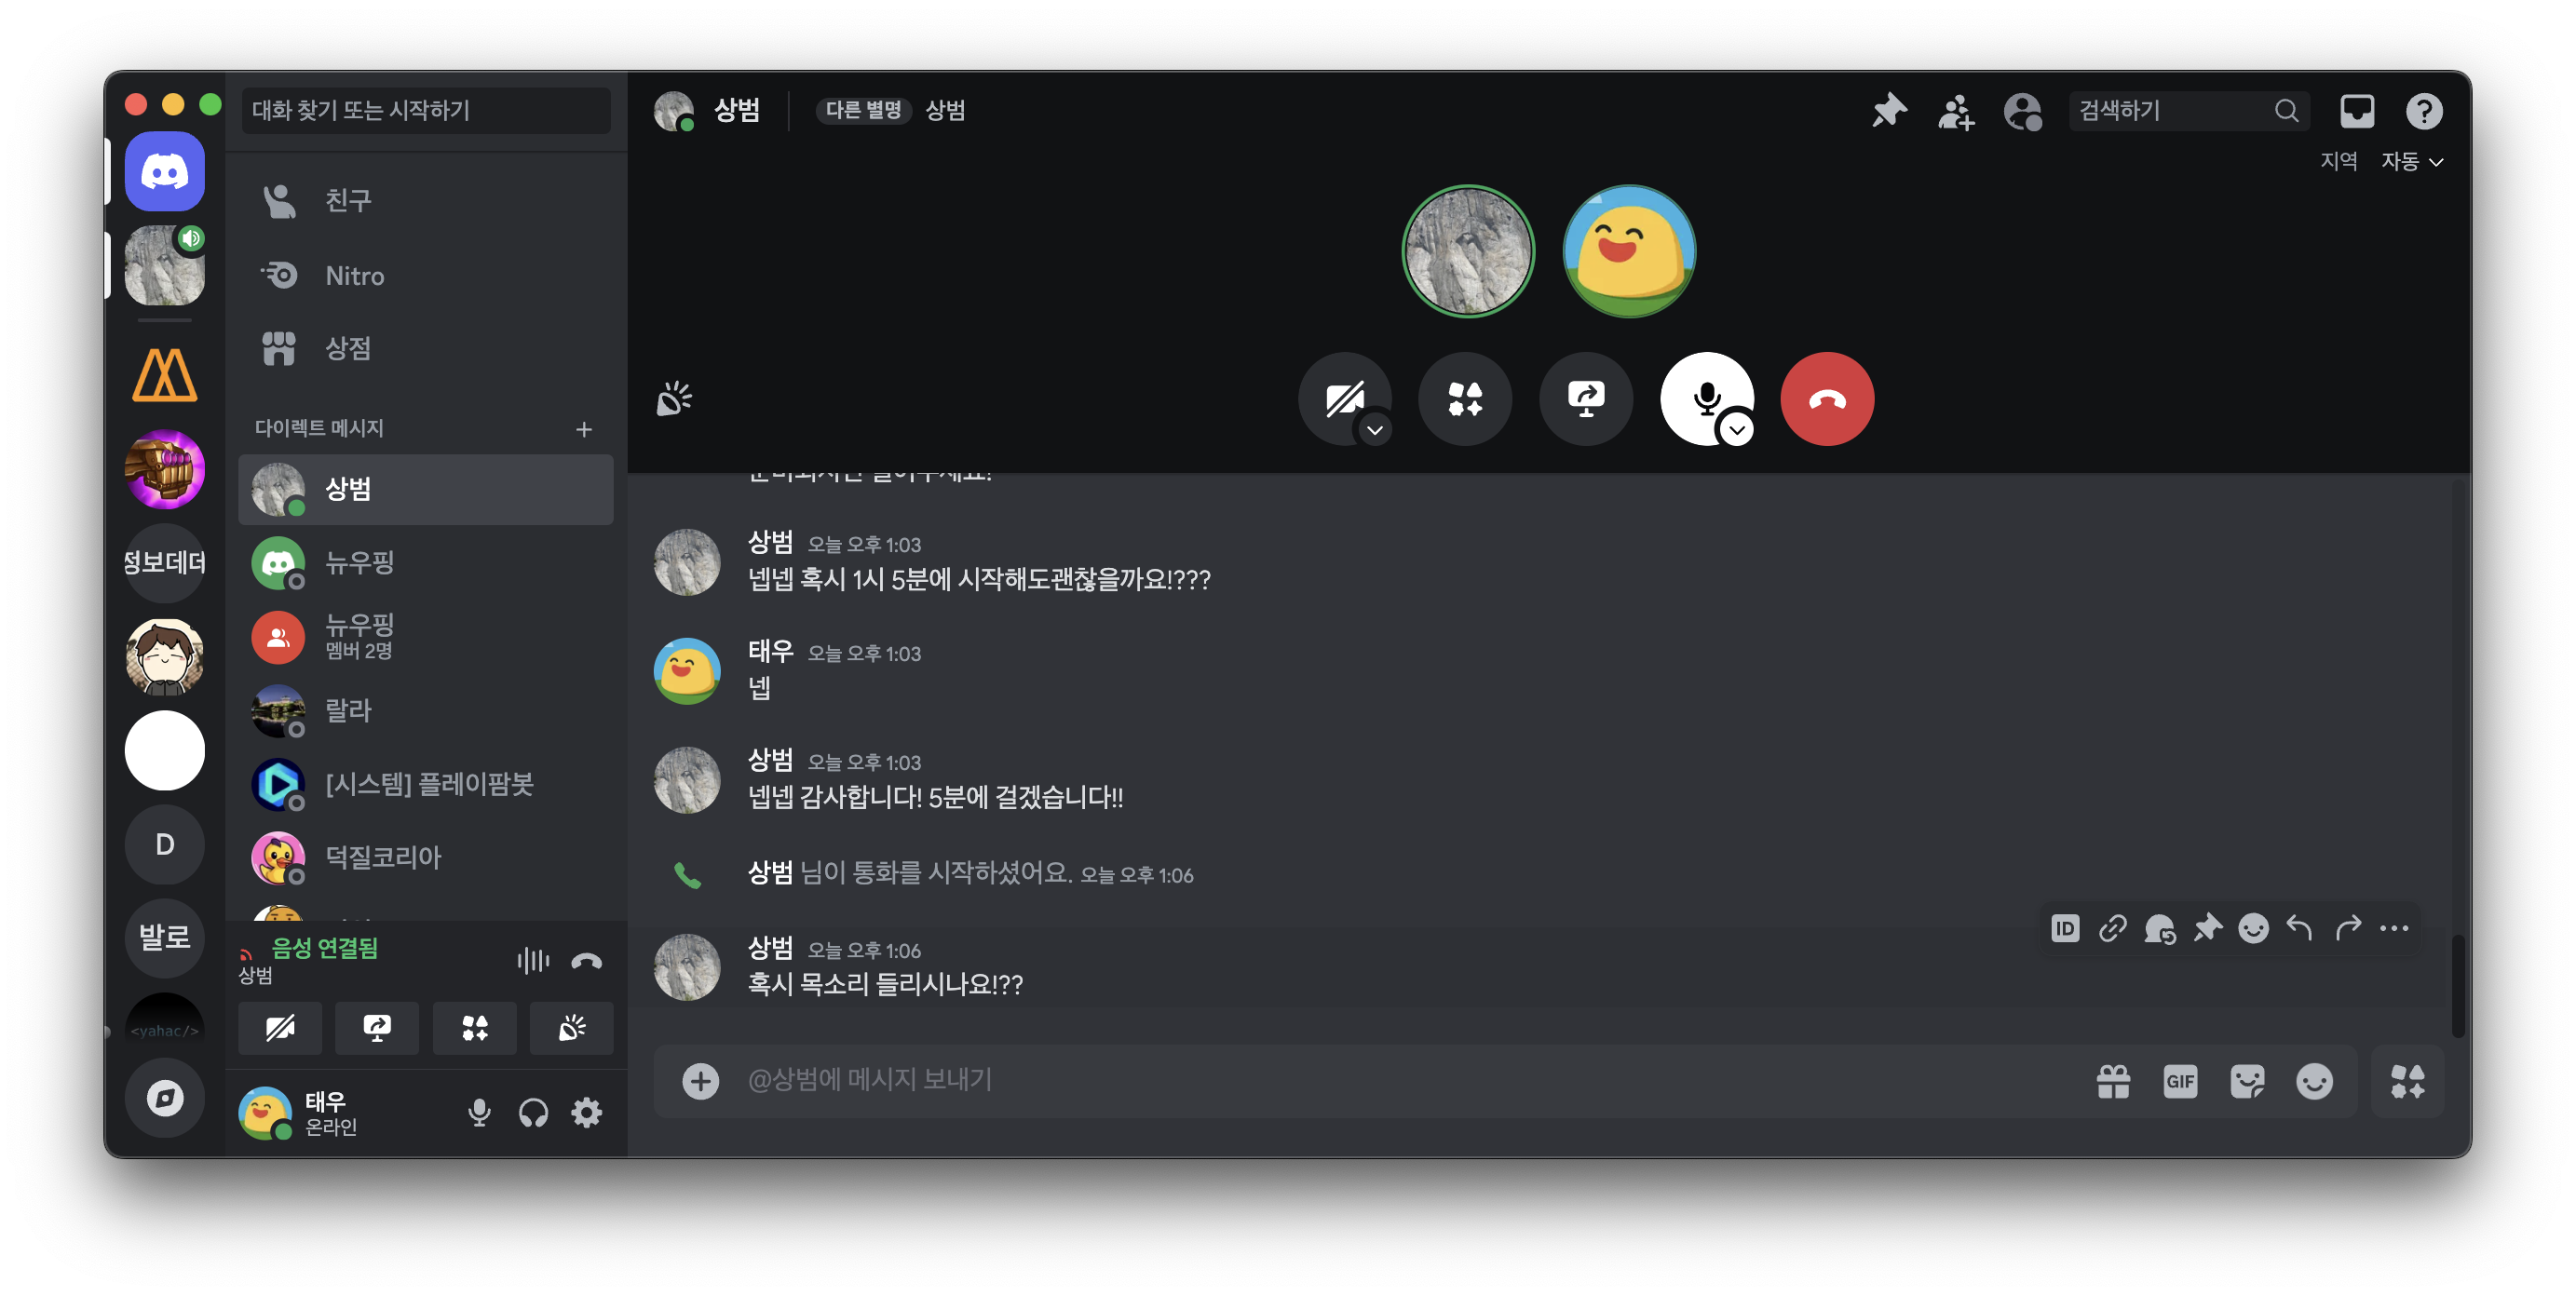 대화 찾기 또는 시작하기
친구
Nitro
상점
다이렉트 메시지
상범
뉴우핑
뉴우핑
멤버 2명
랄라
[시스템] 플레이팜봇
덕질코리아
정보데더
D
발로
<yahac/>
음성 연결됨
상범
태우
온라인
상범
다른 별명 상범
검색하기
지역 자동
상범 오늘 오후 1:03
넵넵 혹시 1시 5분에 시작해도괜찮을까요!???
태우 오늘 오후 1:03
넵
상범 오늘 오후 1:03
넵넵 감사합니다! 5분에 걸겠습니다!!
상범 님이 통화를 시작하셨어요. 오늘 오후 1:06
상범 오늘 오후 1:06
혹시 목소리 들리시나요!??
ID
@상범에 메시지 보내기
GIF